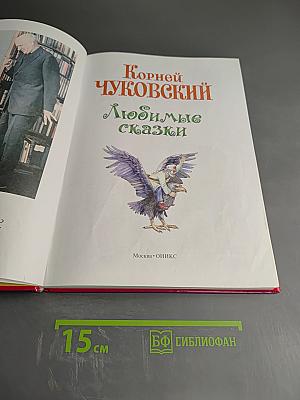 Корней
ЧУКОВСКИЙ
Любимые
сказки
Москва • ОНИКС
15 см
БФ БИБЛИОФАН